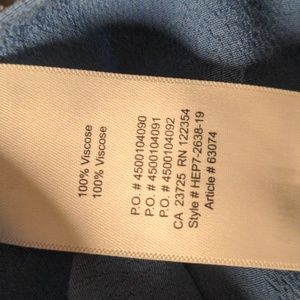 100% Viscose
100% Viscose
P.O. # 4500104090
P.O. # 4500104091
P.O. # 4500104092
CA 23725 RN 122354
Style # HEP7-2638-19
Article # 63074